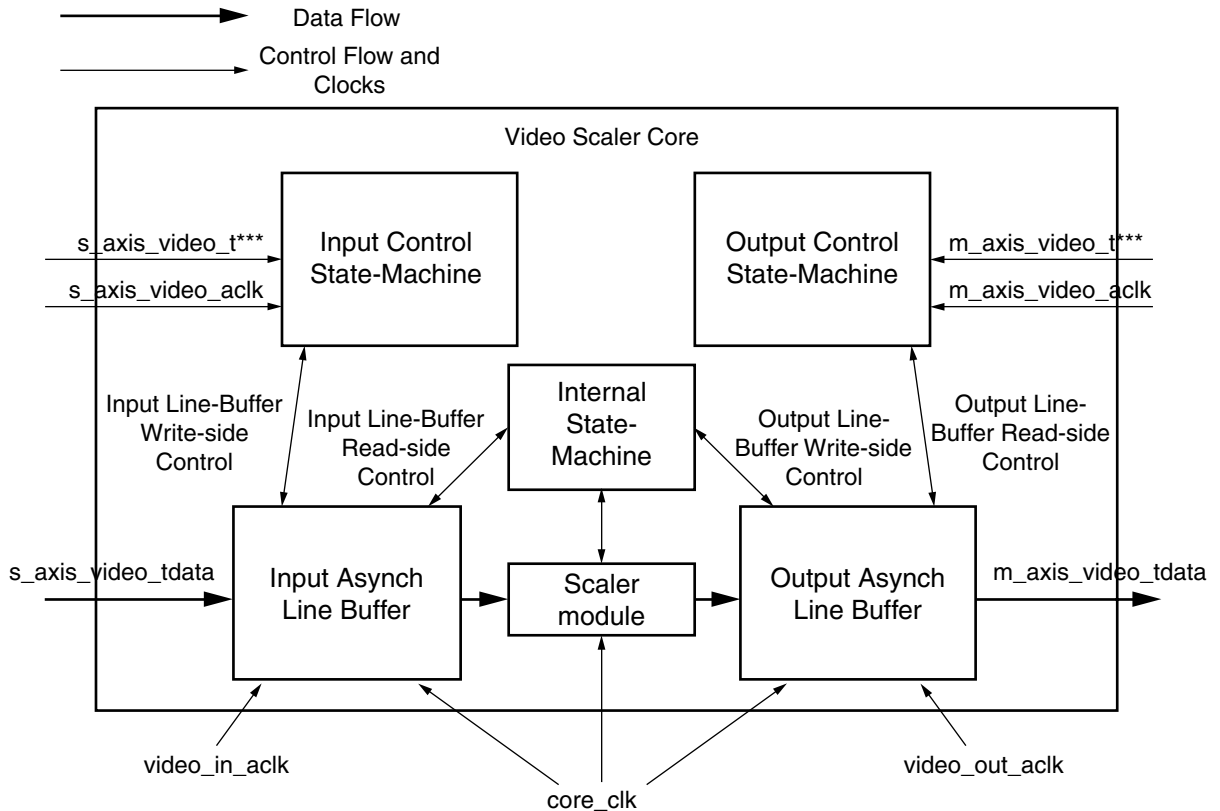 Data Flow
Control Flow and
Clocks
Video Scaler Core
Input Control
State-Machine
Output Control
State-Machine
s_axis_video_t***
s_axis_video_aclk
m_axis_video_t***
m_axis_video_aclk
Input Line-Buffer
Write-side
Control
Input Line-Buffer
Read-side
Control
Internal
State-
Machine
Output Line-
Buffer Write-side
Control
Output Line-
Buffer Read-side
Control
s_axis_video_tdata
Input Asynch
Line Buffer
Scaler
module
Output Asynch
Line Buffer
m_axis_video_tdata
video_in_aclk
core_clk
video_out_aclk